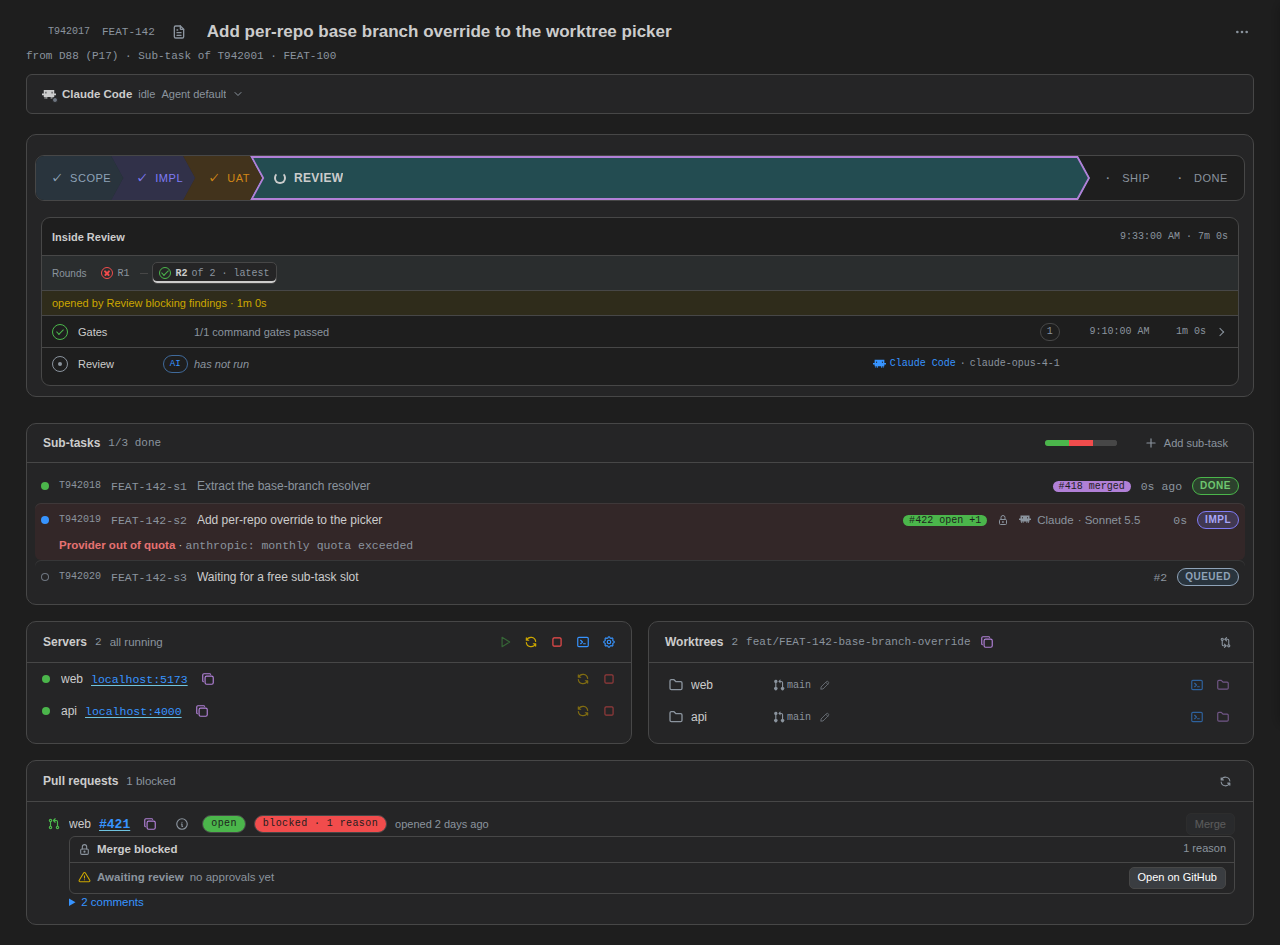 T942017 FEAT-142 Add per-repo base branch override to the worktree picker
from D88 (P17) · Sub-task of T942001 · FEAT-100
Claude Code idle Agent default
SCOPE IMPL UAT REVIEW SHIP DONE
Inside Review 9:33:00 AM · 7m 0s
Rounds R1 — R2 of 2 · latest
opened by Review blocking findings · 1m 0s
Gates 1/1 command gates passed 1 9:10:00 AM 1m 0s
Review AI has not run Claude Code · claude-opus-4-1
Sub-tasks 1/3 done Add sub-task
T942018 FEAT-142-s1 Extract the base-branch resolver #418 merged 0s ago DONE
T942019 FEAT-142-s2 Add per-repo override to the picker #422 open +1 Claude · Sonnet 5.5 0s IMPL
Provider out of quota · anthropic: monthly quota exceeded
T942020 FEAT-142-s3 Waiting for a free sub-task slot #2 QUEUED
Servers 2 all running
web localhost:5173
api localhost:4000
Worktrees 2 feat/FEAT-142-base-branch-override
web main
api main
Pull requests 1 blocked
web #421 open blocked · 1 reason opened 2 days ago Merge
Merge blocked 1 reason
Awaiting review no approvals yet Open on GitHub
2 comments